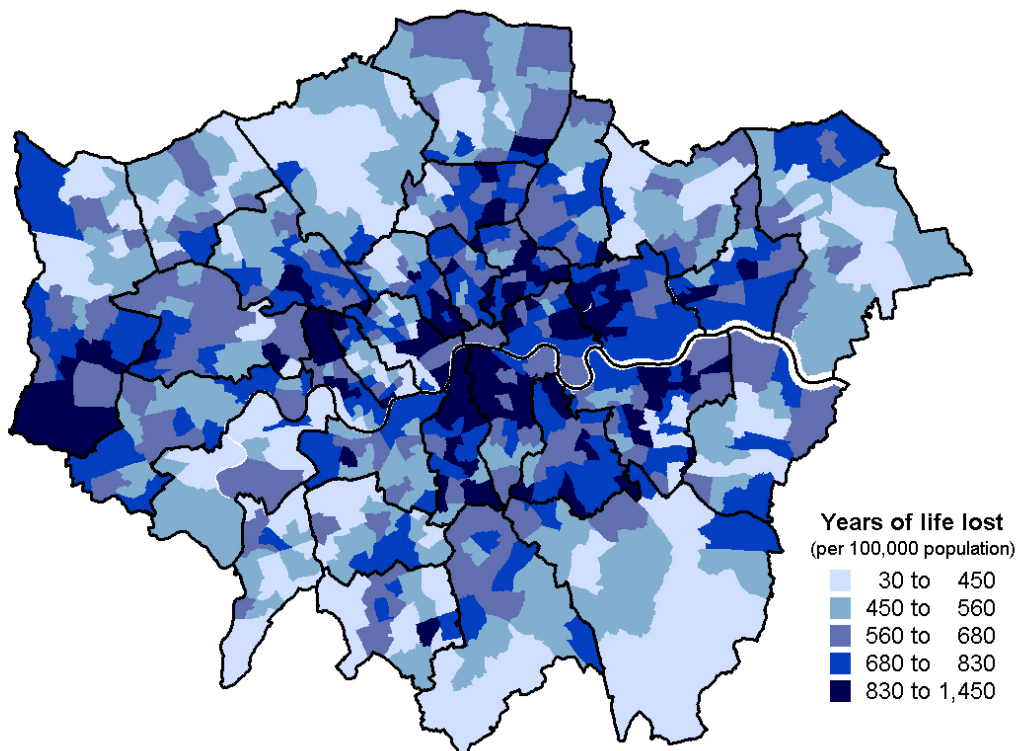 Years of life lost
(per 100,000 population)
30 to 450
450 to 560
560 to 680
680 to 830
830 to 1,450